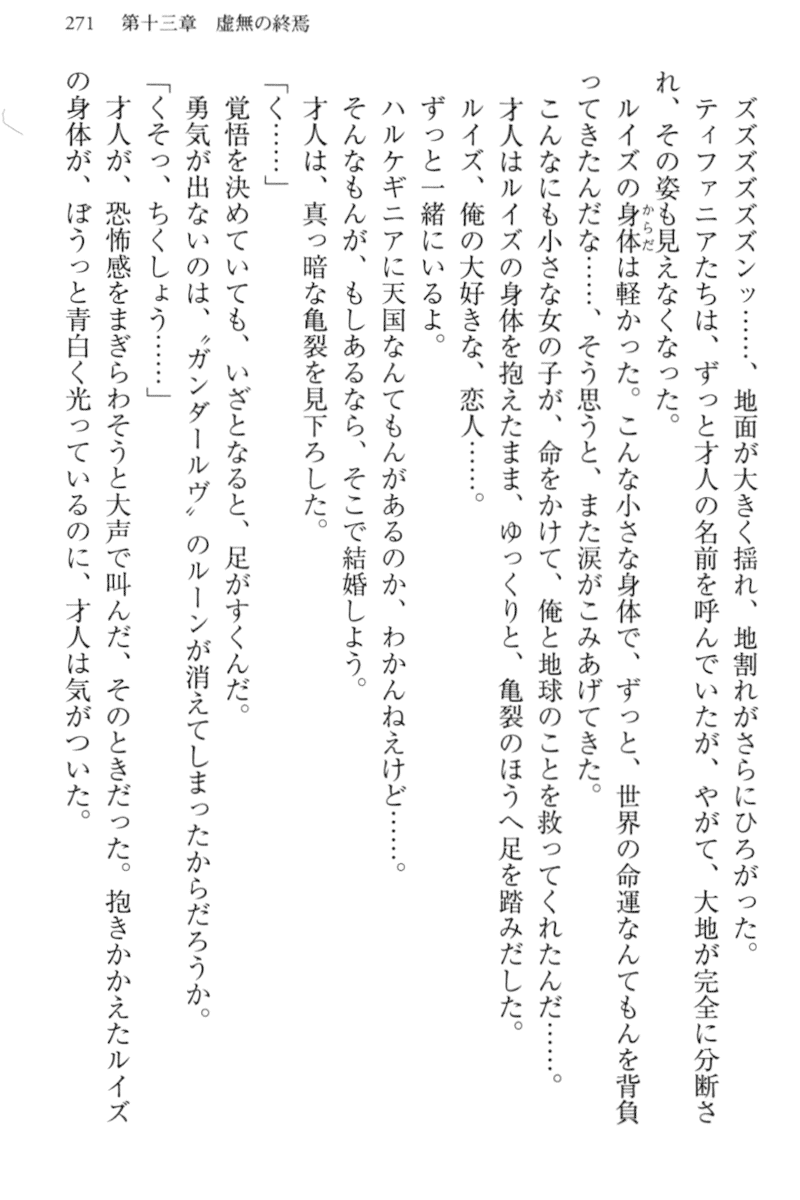 271　第十三章　虚無の終焉
ズズズズズズンッ……、地面が大きく揺れ、地割れがさらにひろがった。
ティファニアたちは、ずっと才人の名前を呼んでいたが、やがて、大地が完全に分断さ
れ、その姿も見えなくなった。
ルイズの身体からだは軽かった。こんな小さな身体で、ずっと、世界の命運なんてもんを背負
ってきたんだな……、そう思うと、また涙がこみあげてきた。
こんなにも小さな女の子が、命をかけて、俺と地球のことを救ってくれたんだ……。
才人はルイズの身体を抱えたまま、ゆっくりと、亀裂のほうへ足を踏みだした。
ルイズ、俺の大好きな、恋人……。
ずっと一緒にいるよ。
ハルケギニアに天国なんてもんがあるのか、わかんねえけど……。
そんなもんが、もしあるなら、そこで結婚しよう。
才人は、真っ暗な亀裂を見下ろした。
「く……」
覚悟を決めていても、いざとなると、足がすくんだ。
勇気が出ないのは、〝ガンダールヴ〟のルーンが消えてしまったからだろうか。
「くそっ、ちくしょう……」
才人が、恐怖感をまぎらわそうと大声で叫んだ、そのときだった。抱きかかえたルイズ
の身体が、ぼうっと青白く光っているのに、才人は気がついた。